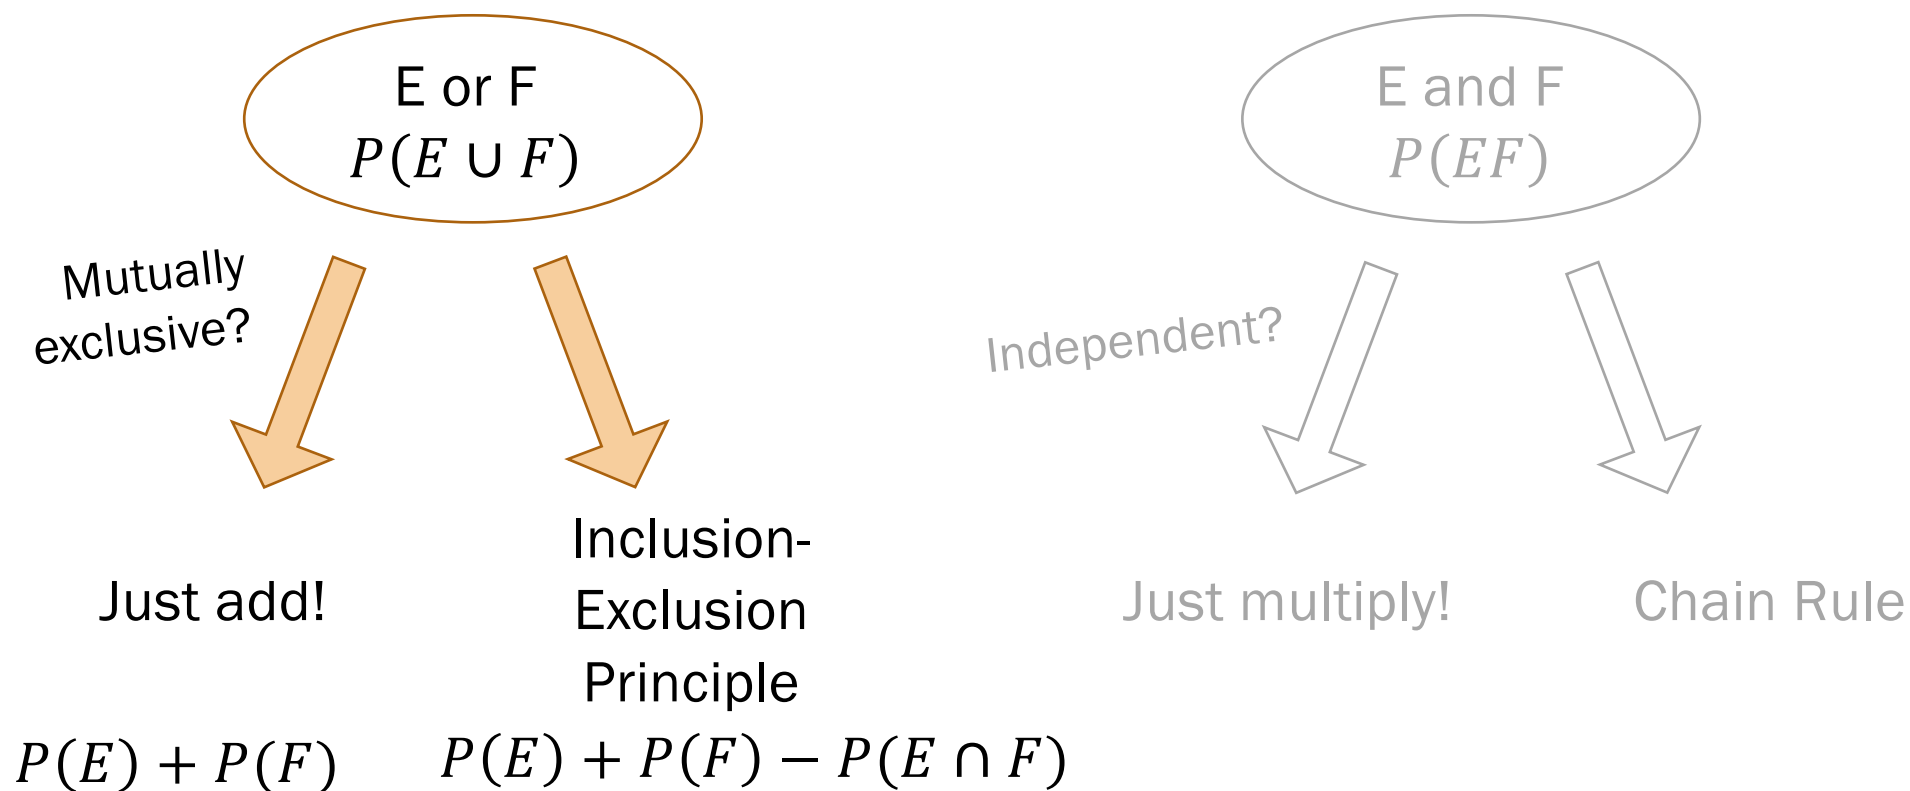 E or F
P(E ∪ F)
Mutually
exclusive?
Just add!
P(E) + P(F)
Inclusion-
Exclusion
Principle
P(E) + P(F) − P(E ∩ F)
E and F
P(EF)
Independent?
Just multiply!
Chain Rule